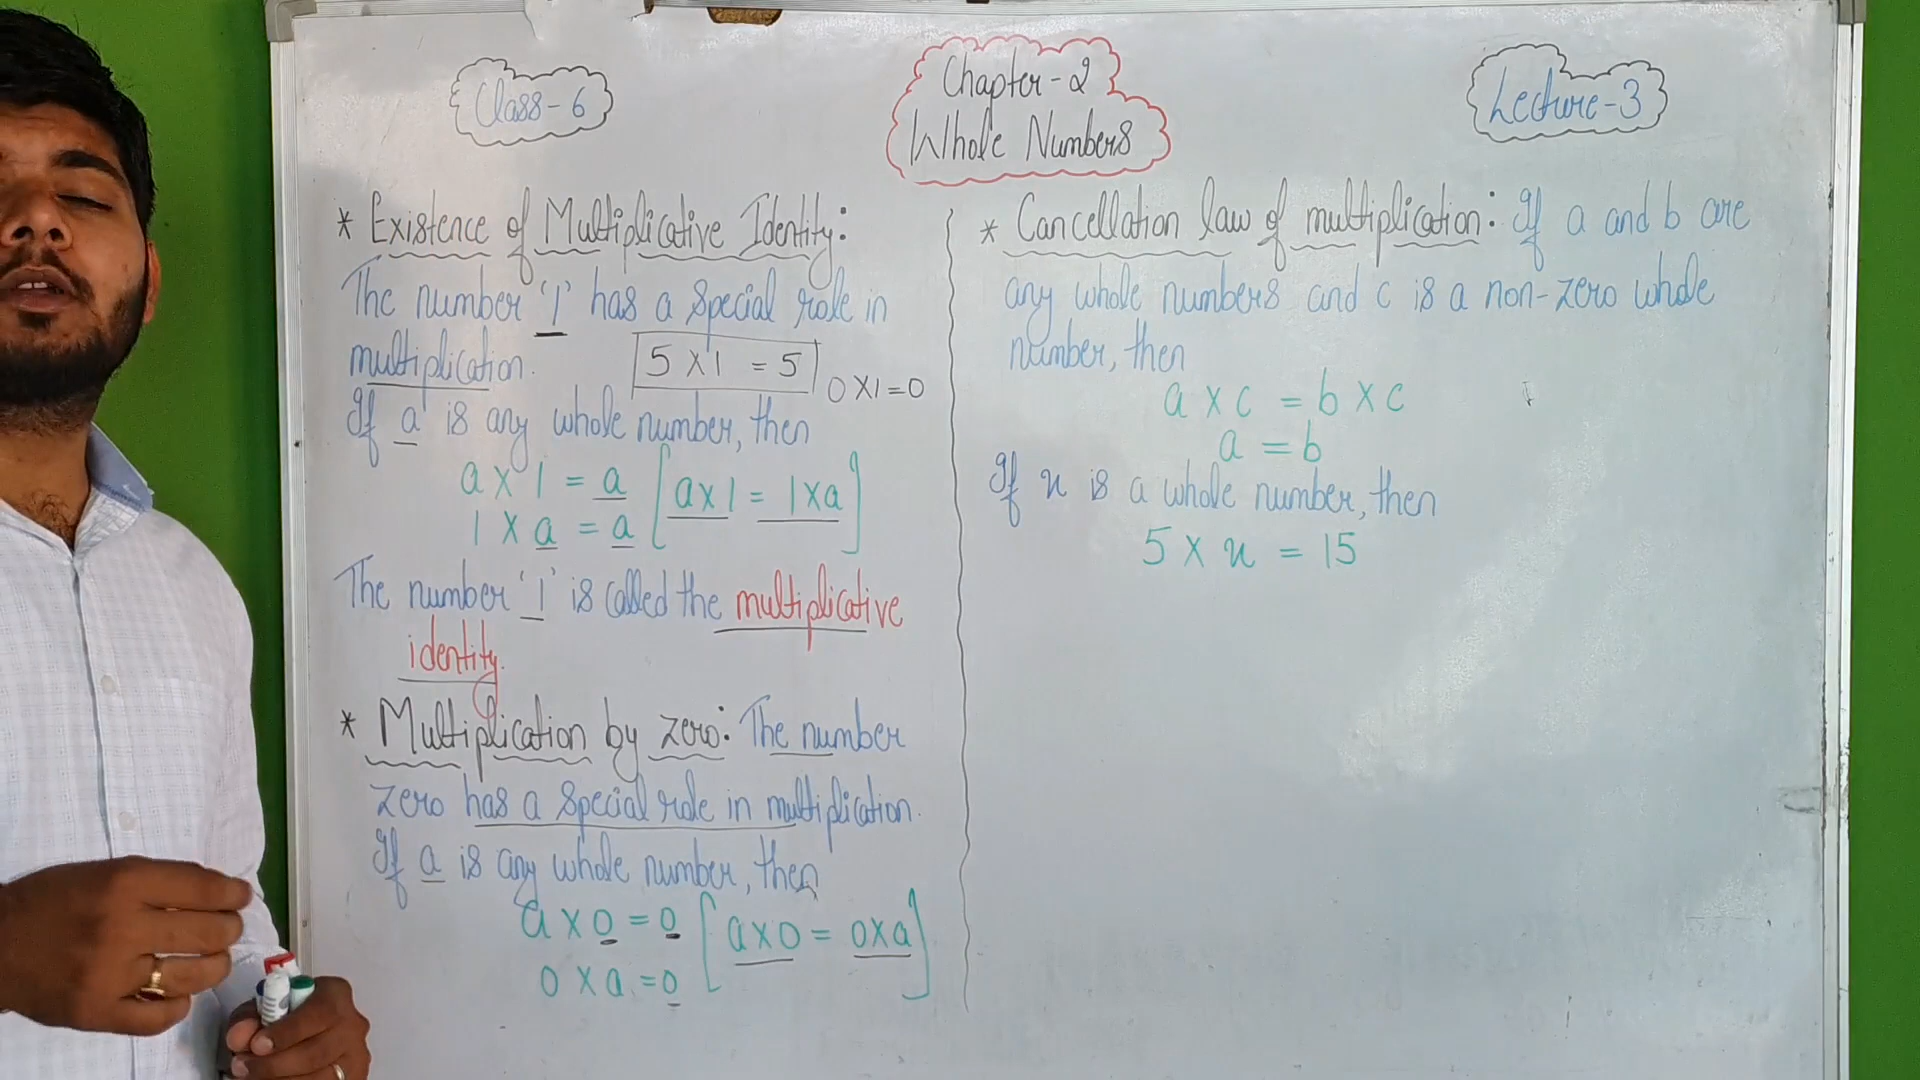 Class-6
Chapter-2
Whole Numbers
Lecture-3
* Existence of Multiplicative Identity:
The number '1' has a special role in
multiplication. 5 X 1 = 5
0 X 1 = 0
If 'a' is any whole number, then
a X 1 = a [a X 1 = 1 X a]
1 X a = a
The number '1' is called the multiplicative
identity.
* Multiplication by zero: The number
zero has a special role in multiplication.
If a is any whole number, then
a X 0 = 0 [a X 0 = 0 X a]
0 X a = 0
* Cancellation law of multiplication: If a and b are
any whole numbers and c is a non-zero whole
number, then
a X c = b X c
a = b
If x is a whole number, then
5 X x = 15